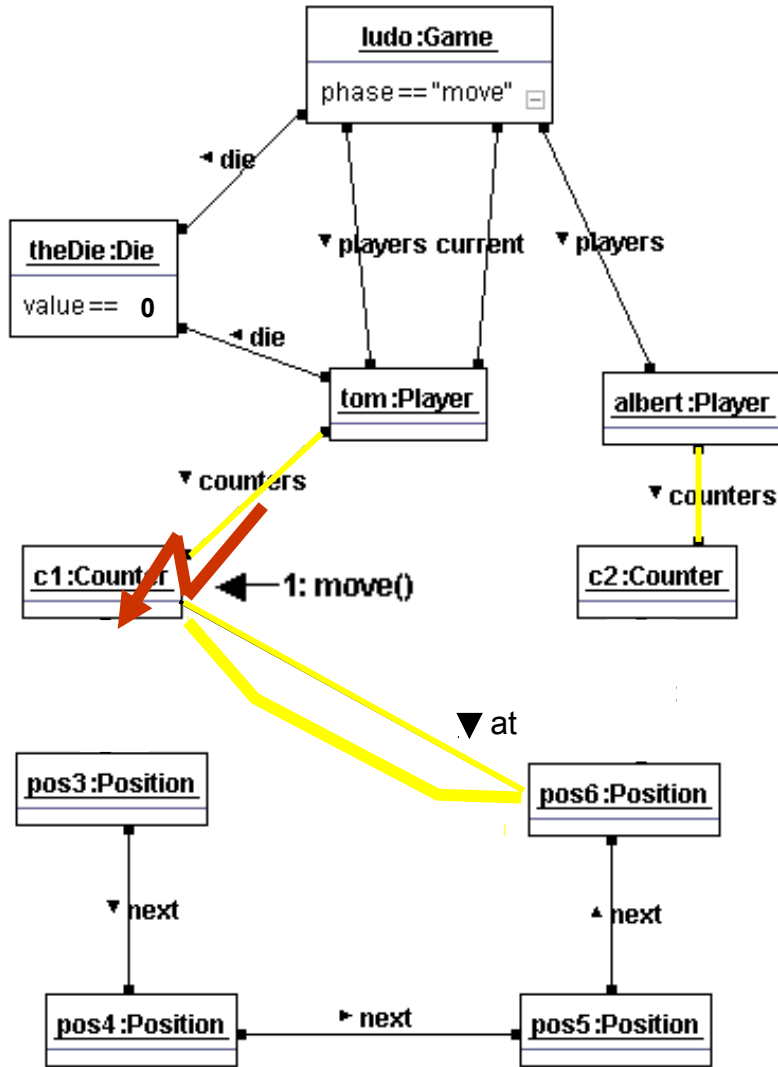 ludo :Game
phase == "move"
◄ die
theDie :Die
value == 0
▼ players
current
▼ players
◄ die
tom :Player
albert :Player
▼ counters
▼ counters
c1 :Counter
1: move()
c2 :Counter
▼ at
pos3 :Position
pos6 :Position
▼ next
▲ next
pos4 :Position
► next
pos5 :Position